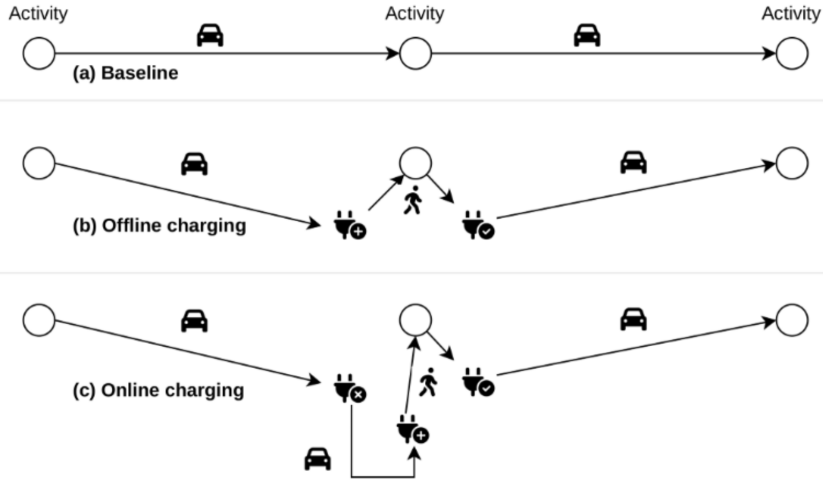 Activity
Activity
Activity
(a) Baseline
(b) Offline charging
(c) Online charging